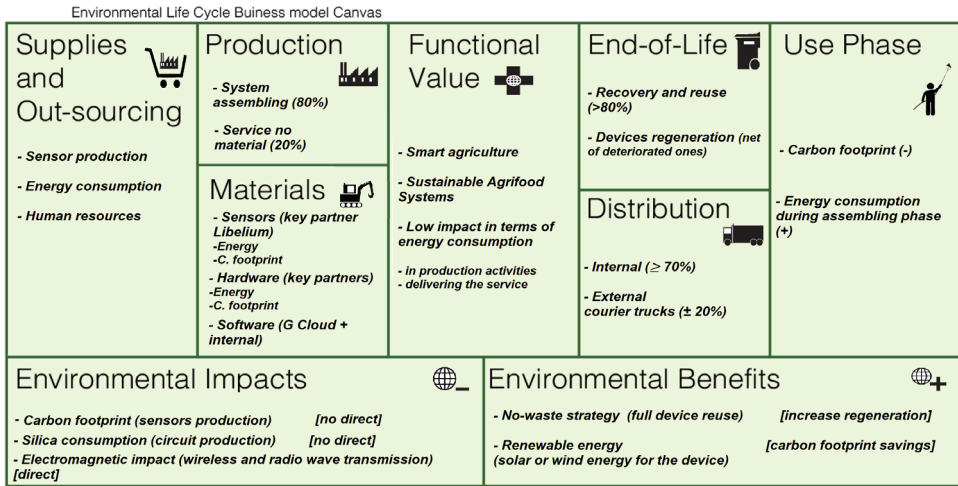 Environmental Life Cycle Buiness model Canvas
Supplies
and
Out-sourcing
- Sensor production
- Energy consumption
- Human resources
Production
- System
assembling (80%)
- Service no
material (20%)
Materials
- Sensors (key partner
Libelium)
-Energy
-C. footprint
- Hardware (key partners)
-Energy
-C. footprint
- Software (G Cloud +
internal)
Functional
Value
- Smart agriculture
- Sustainable Agrifood
Systems
- Low impact in terms of
energy consumption
- in production activities
- delivering the service
End-of-Life
- Recovery and reuse
(>80%)
- Devices regeneration (net
of deteriorated ones)
Distribution
- Internal (≥ 70%)
- External
courier trucks (± 20%)
Use Phase
- Carbon footprint (-)
- Energy consumption
during assembling phase
(+)
Environmental Impacts
- Carbon footprint (sensors production) [no direct]
- Silica consumption (circuit production) [no direct]
- Electromagnetic impact (wireless and radio wave transmission)
[direct]
Environmental Benefits
- No-waste strategy (full device reuse) [increase regeneration]
- Renewable energy [carbon footprint savings]
(solar or wind energy for the device)